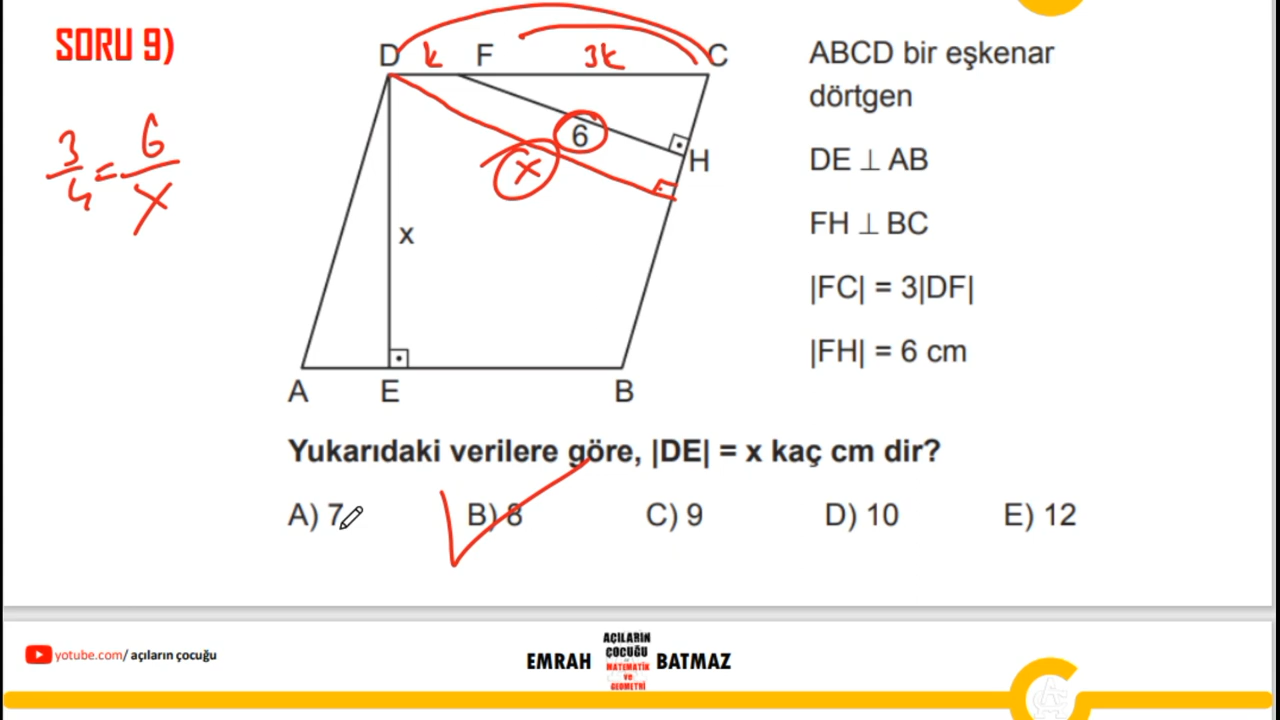 SORU 9)
D k F 3k C
3/4 = 6/x
6
x
H
x
A E B
ABCD bir eşkenar
dörtgen
DE ⊥ AB
FH ⊥ BC
|FC| = 3|DF|
|FH| = 6 cm
Yukarıdaki verilere göre, |DE| = x kaç cm dir?
A) 7 B) 8 C) 9 D) 10 E) 12
yotube.com/ açıların çocuğu
EMRAH AÇILARIN ÇOCUĞU MATEMATİK ve GEOMETRİ BATMAZ